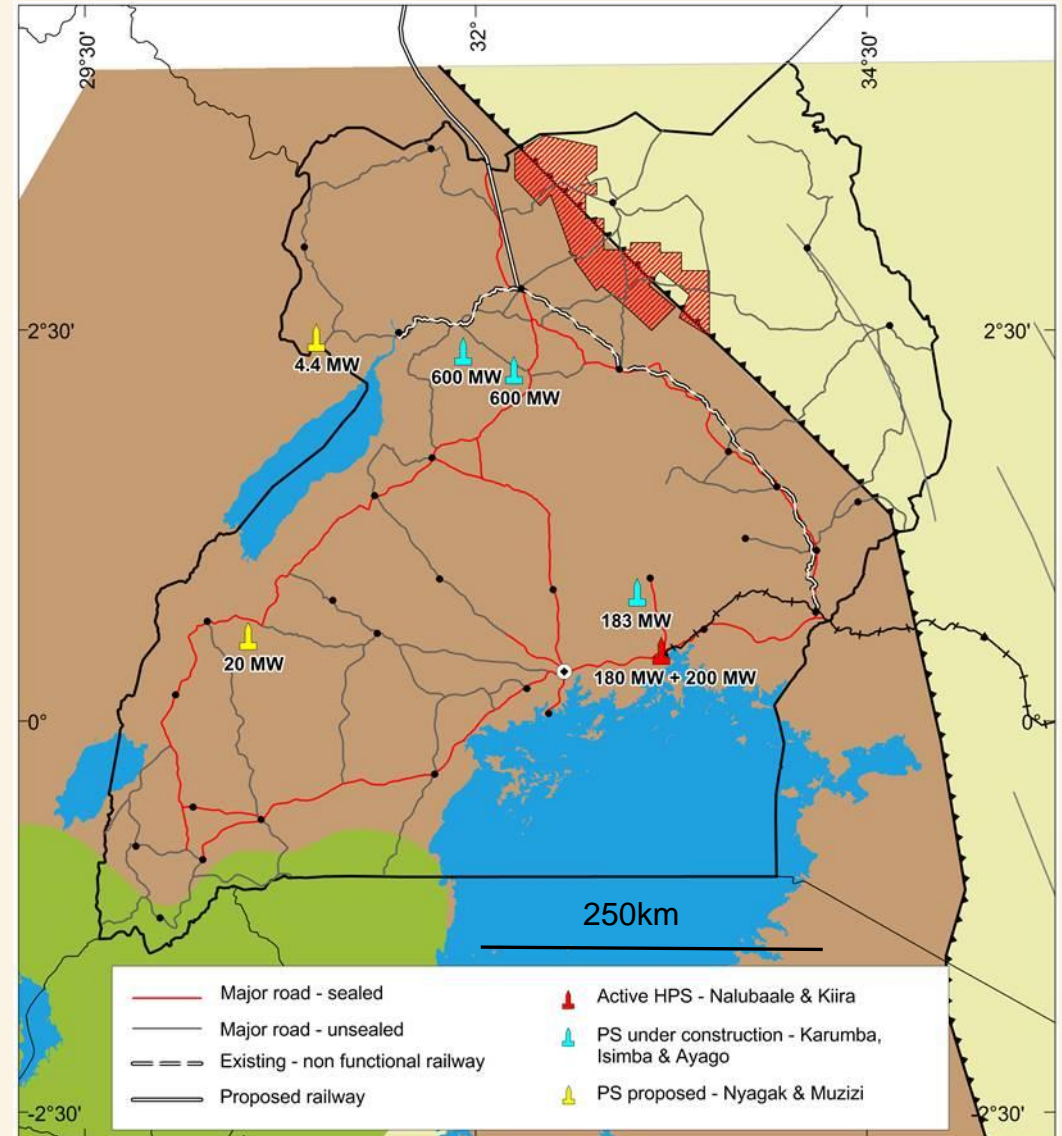 29°30'
32°
34°30'
2°30'
2°30'
4.4 MW
600 MW
600 MW
183 MW
20 MW
180 MW + 200 MW
0°
0°
250km
Major road - sealed
Major road - unsealed
Existing - non functional railway
Proposed railway
Active HPS - Nalubaale & Kiira
PS under construction - Karumba,
Isimba & Ayago
PS proposed - Nyagak & Muzizi
-2°30'
-2°30'